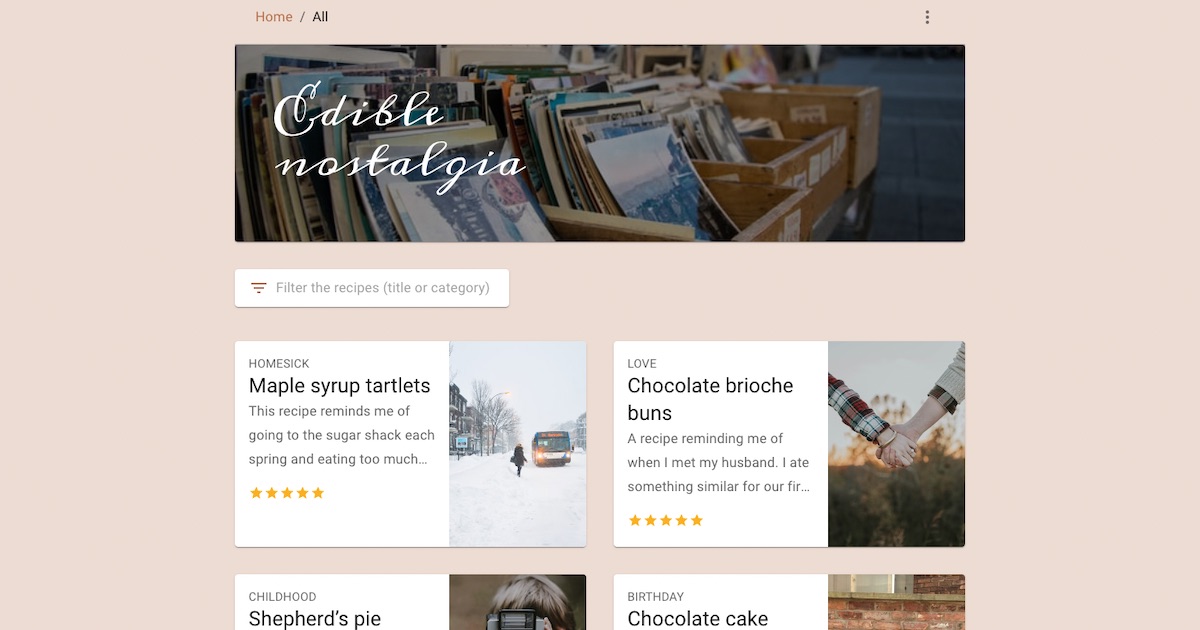 Home / All
Edible
nostalgia
Filter the recipes (title or category)
HOMESICK
Maple syrup tartlets
This recipe reminds me of
going to the sugar shack each
spring and eating too much...
LOVE
Chocolate brioche
buns
A recipe reminding me of
when I met my husband. I ate
something similar for our fir...
CHILDHOOD
Shepherd’s pie
BIRTHDAY
Chocolate cake